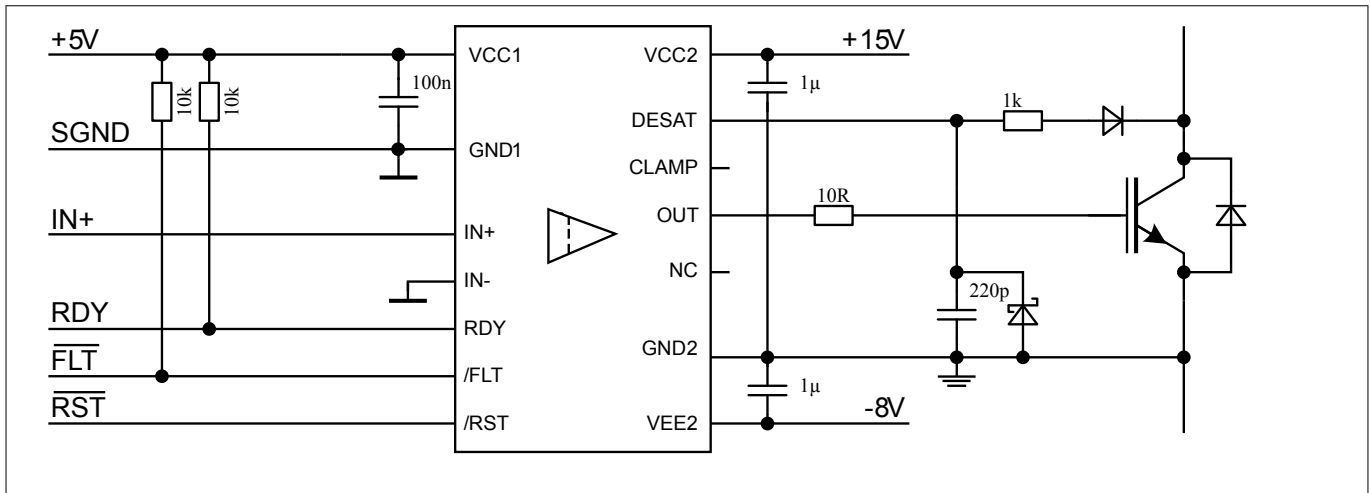 +5V
10k
10k
100n
SGND
IN+
RDY
FLT
RST
VCC1
GND1
IN+
IN-
RDY
/FLT
/RST
VCC2
DESAT
CLAMP
OUT
NC
GND2
VEE2
+15V
1µ
1k
10R
220p
1µ
-8V